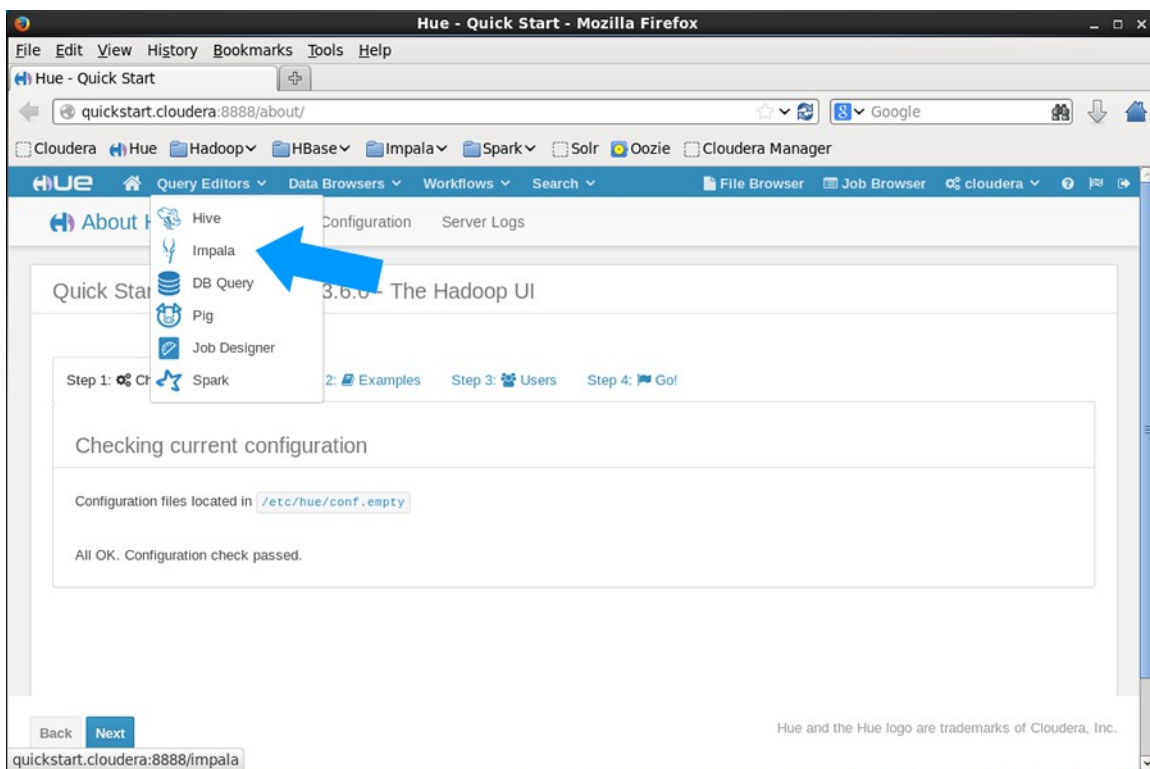 Hue - Quick Start - Mozilla Firefox
File Edit View History Bookmarks Tools Help
Hue - Quick Start
quickstart.cloudera:8888/about/ Google
Cloudera Hue Hadoop HBase Impala Spark Solr Oozie Cloudera Manager
HUE Query Editors Data Browsers Workflows Search File Browser Job Browser cloudera
About H Configuration Server Logs
Hive
Impala
DB Query
Pig
Job Designer
Spark
Quick Star 3.6.0 - The Hadoop UI
Step 1: Ch 2: Examples Step 3: Users Step 4: Go!
Checking current configuration
Configuration files located in /etc/hue/conf.empty
All OK. Configuration check passed.
Back Next
Hue and the Hue logo are trademarks of Cloudera, Inc.
quickstart.cloudera:8888/impala